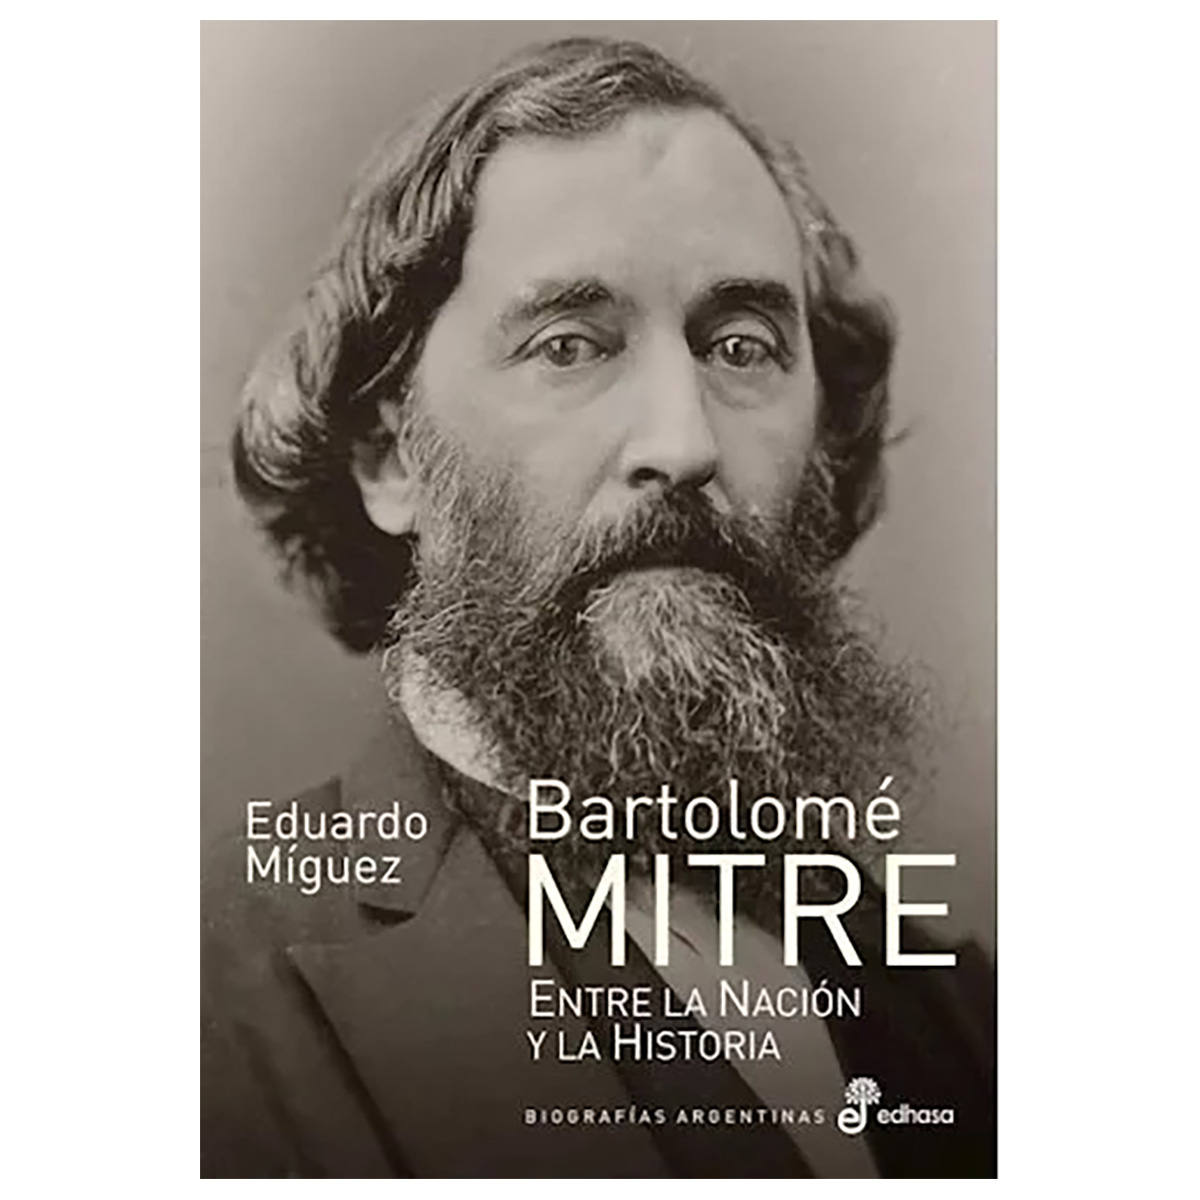 Eduardo
Míguez
Bartolomé
MITRE
ENTRE LA NACIÓN
Y LA HISTORIA
BIOGRAFÍAS ARGENTINAS
edhasa